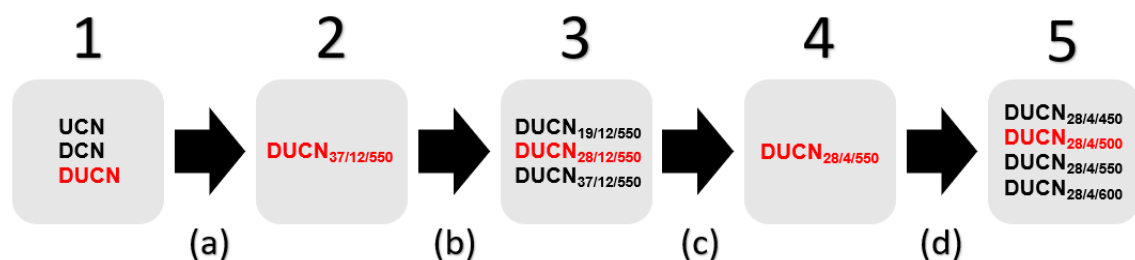 1
2
3
4
5
UCN
DCN
DUCN
DUCN37/12/550
DUCN19/12/550
DUCN28/12/550
DUCN37/12/550
DUCN28/4/550
DUCN28/4/450
DUCN28/4/500
DUCN28/4/550
DUCN28/4/600
(a)
(b)
(c)
(d)